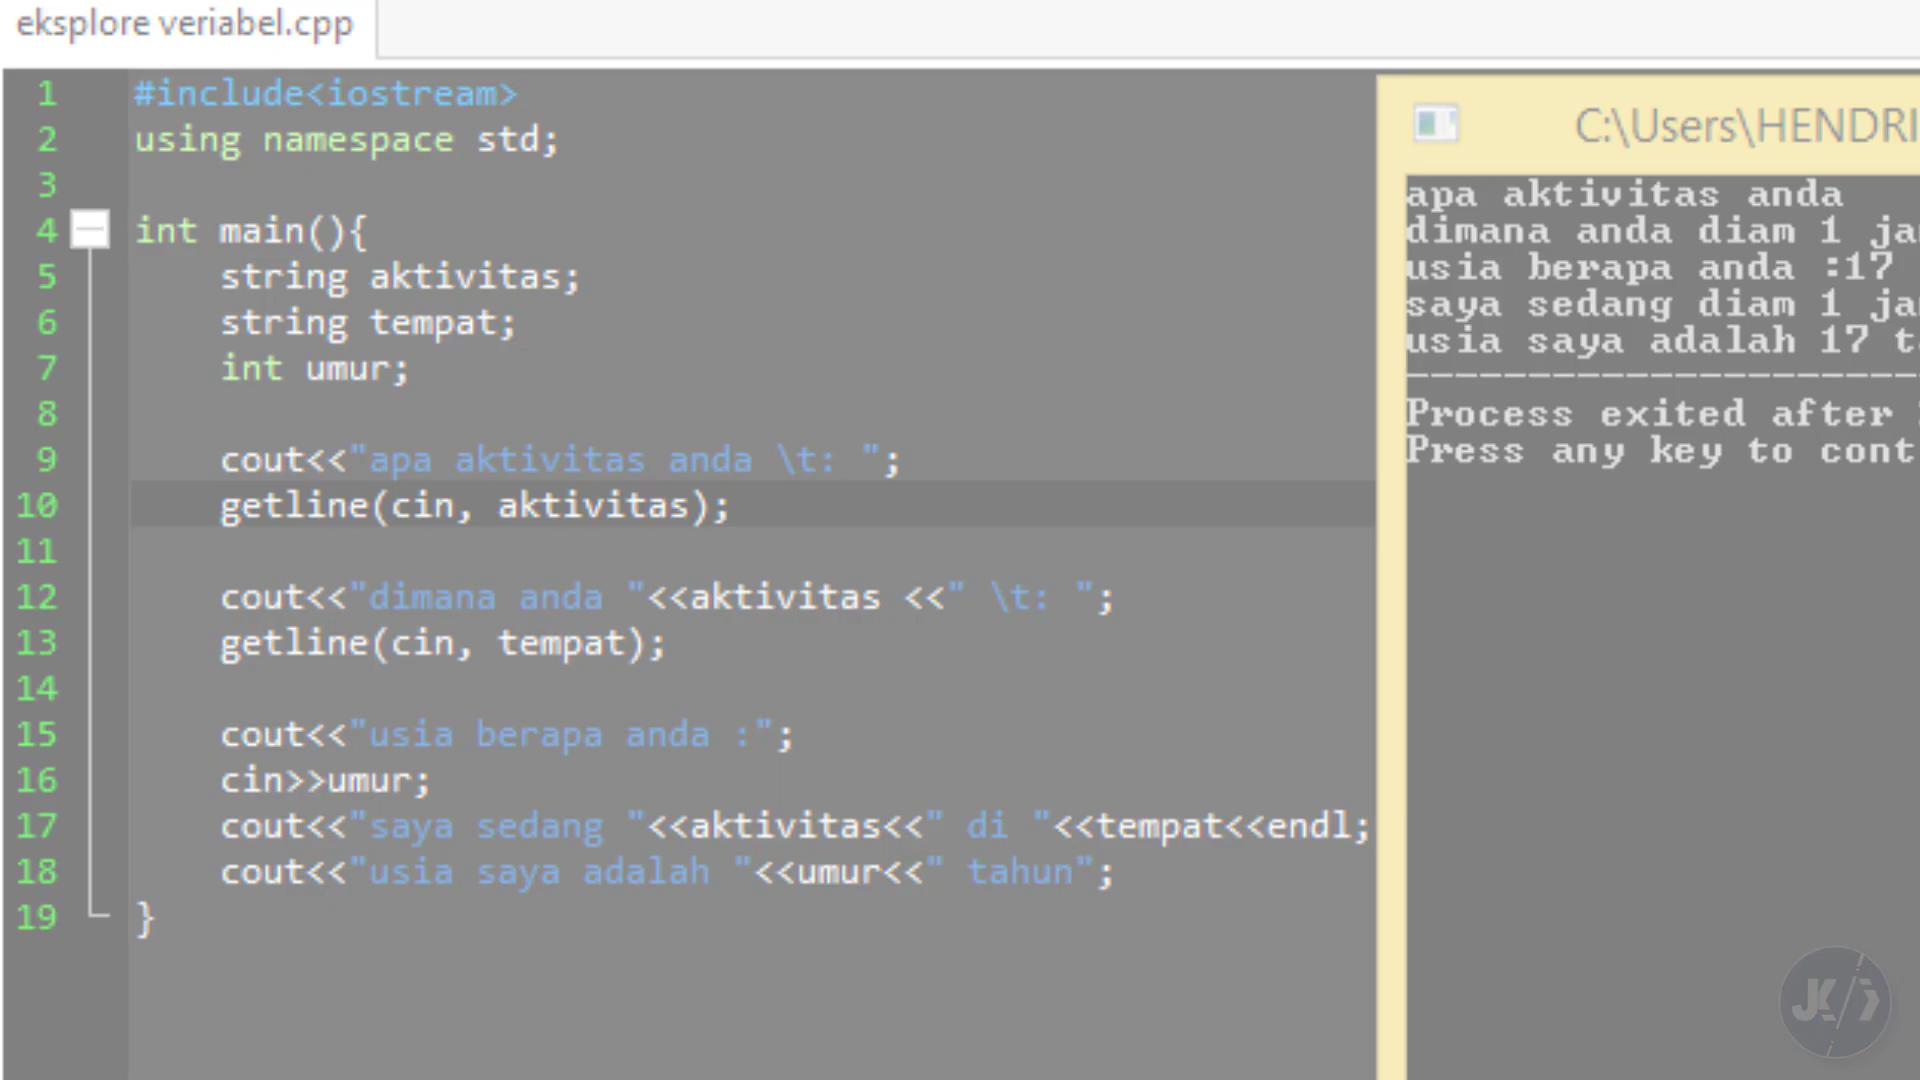 eksplore veriabel.cpp
1 #include<iostream>
2 using namespace std;
3
4 int main(){
5 string aktivitas;
6 string tempat;
7 int umur;
8
9 cout<<"apa aktivitas anda \t: ";
10 getline(cin, aktivitas);
11
12 cout<<"dimana anda "<<aktivitas <<" \t: ";
13 getline(cin, tempat);
14
15 cout<<"usia berapa anda :";
16 cin>>umur;
17 cout<<"saya sedang "<<aktivitas<<" di "<<tempat<<endl;
18 cout<<"usia saya adalah "<<umur<<" tahun";
19 }
C:\Users\HENDRI
apa aktivitas anda
dimana anda diam 1
usia berapa anda :17
saya sedang diam 1
usia saya adalah 17
--------------------
Process exited after
Press any key to cont
JK